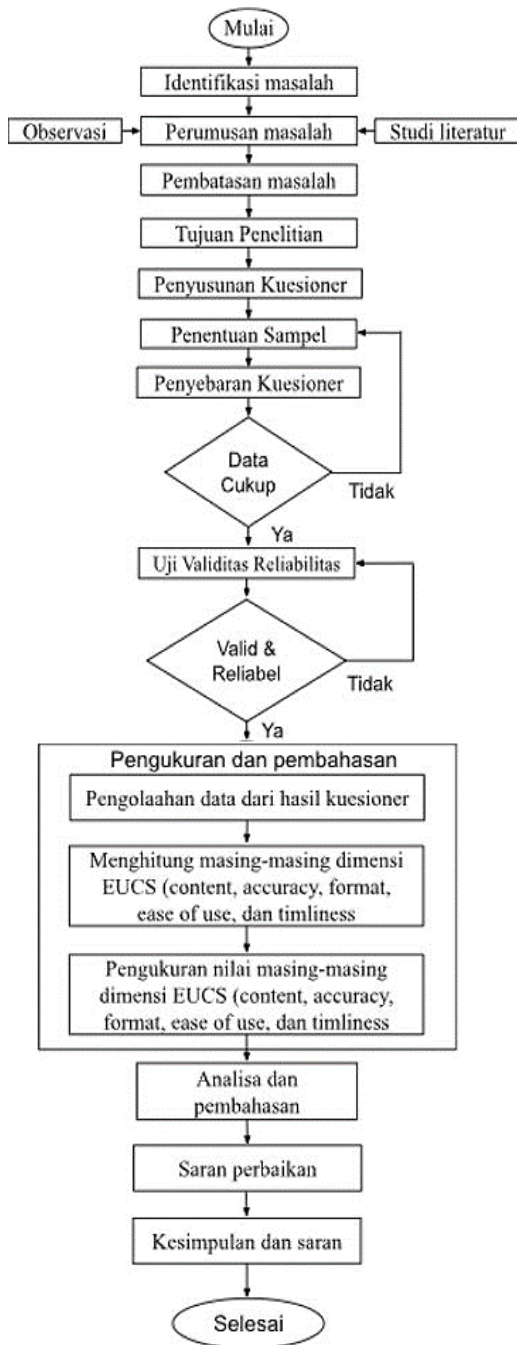 Mulai
Identifikasi masalah
Observasi
Perumusan masalah
Studi literatur
Pembatasan masalah
Tujuan Penelitian
Penyusunan Kuesioner
Penentuan Sampel
Penyebaran Kuesioner
Data
Cukup
Tidak
Ya
Uji Validitas Reliabilitas
Valid &
Reliabel
Tidak
Ya
Pengukuran dan pembahasan
Pengolaahan data dari hasil kuesioner
Menghitung masing-masing dimensi
EUCS (content, accuracy, format,
ease of use, dan timliness
Pengukuran nilai masing-masing
dimensi EUCS (content, accuracy,
format, ease of use, dan timliness
Analisa dan
pembahasan
Saran perbaikan
Kesimpulan dan saran
Selesai